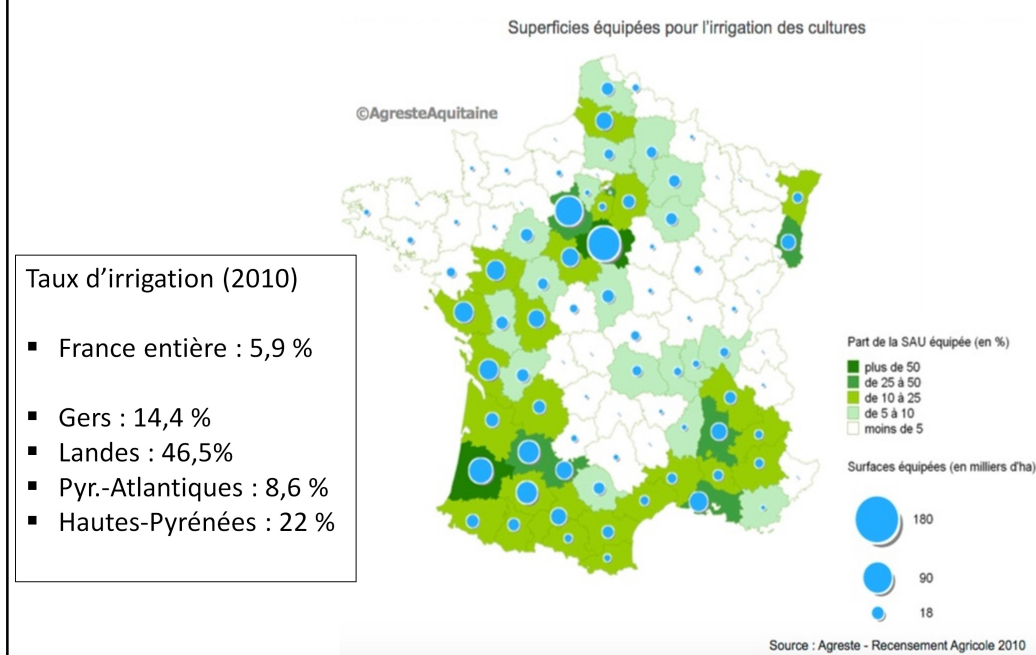 Superficies équipées pour l'irrigation des cultures
©AgresteAquitaine
Taux d'irrigation (2010)
▪ France entière : 5,9 %
▪ Gers : 14,4 %
▪ Landes : 46,5%
▪ Pyr.-Atlantiques : 8,6 %
▪ Hautes-Pyrénées : 22 %
Part de la SAU équipée (en %)
plus de 50
de 25 à 50
de 10 à 25
de 5 à 10
moins de 5
Surfaces équipées (en milliers d'ha)
180
90
18
Source : Agreste - Recensement Agricole 2010